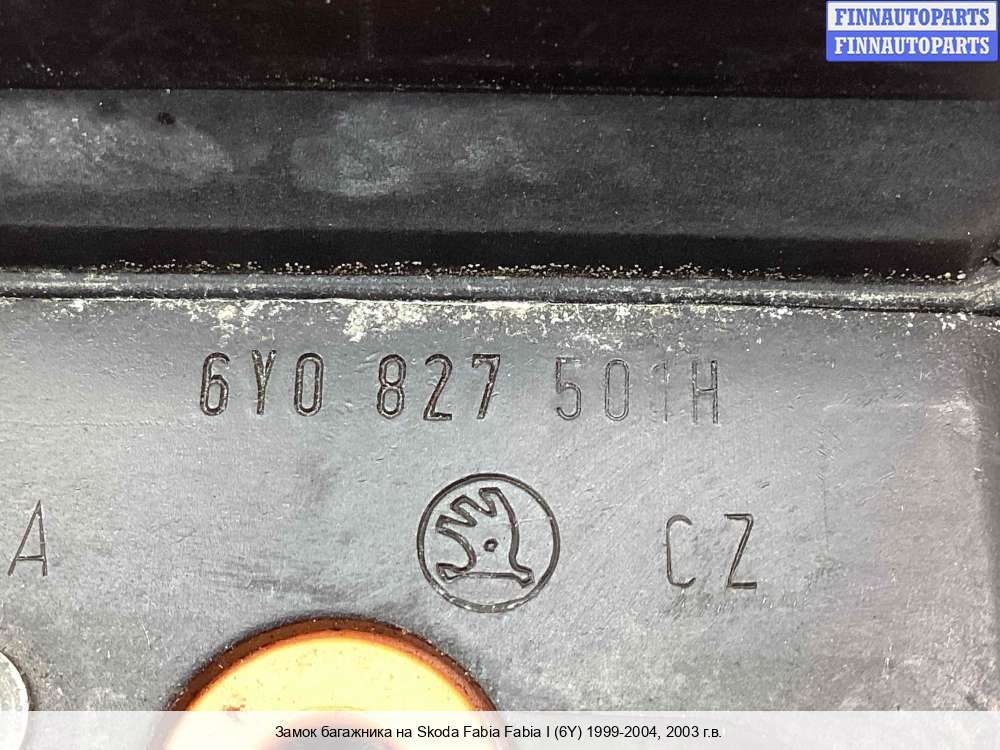 FINNAUTOPARTS
FINNAUTOPARTS
6Y0 827 501H
A
CZ
Замок багажника на Skoda Fabia Fabia I (6Y) 1999-2004, 2003 г.в.